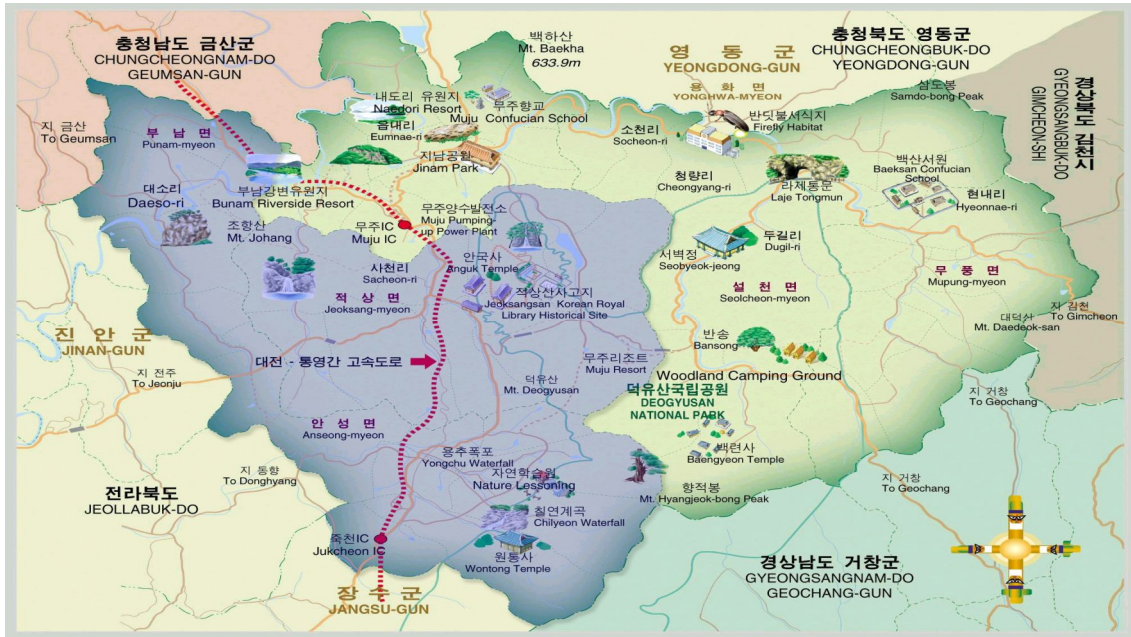 충청남도 금산군
CHUNGCHEONGNAM-DO
GEUMSAN-GUN
백하산
Mt. Baekha
633.9m
영 동 군
YEONGDONG-GUN
용 화 면
YONGHWA-MYEON
충청북도 영동군
CHUNGCHEONGBUK-DO
YEONGDONG-GUN
삼도봉
Samdo-bong Peak
경상북도 김천시
GYEONGSANGBUK-DO
GIMCHEON-SHI
지 금산
To Geumsan
부 남 면
Punam-myeon
내도리 유원지
Naedori Resort
무주향교
Muju Confucian School
읍내리
Eumnae-ri
지남공원
Jinam Park
소천리
Socheon-ri
반딧불서식지
Firefly Habitat
청량리
Cheongyang-ri
라제통문
Laje Tongmun
백산서원
Baeksan Confucian
School
현내리
Hyeonnae-ri
대소리
Daeso-ri
부남강변유원지
Bunam Riverside Resort
조항산
Mt. Johang
무주IC
Muju IC
무주양수발전소
Muju Pumping-
up Power Plant
안국사
Anguk Temple
사천리
Sacheon-ri
적 상 면
Jeoksang-myeon
적상산사고지
Jeoksangsan Korean Royal
Library Historical Site
서벽정
Seobyeok-jeong
두길리
Dugil-ri
설 천 면
Seolcheon-myeon
무 풍 면
Mupung-myeon
지 김천
To Gimcheon
대덕산
Mt. Daedeok-san
진 안 군
JINAN-GUN
지 전주
To Jeonju
대전 - 통영간 고속도로
무주리조트
Muju Resort
덕유산
Mt. Deogyusan
반송
Bansong
Woodland Camping Ground
덕유산국립공원
DEOGYUSAN
NATIONAL PARK
지 거창
To Geochang
안 성 면
Anseong-myeon
백련사
Baengyeon Temple
용추폭포
Yongchu Waterfall
자연학습원
Nature Lessoning
향적봉
Mt. Hyangjeok-bong Peak
지 거창
To Geochang
지 동향
To Donghyang
전라북도
JEOLLABUK-DO
칠연계곡
Chilyeon Waterfall
죽천IC
Jukcheon IC
원통사
Wontong Temple
장 수 군
JANGSU-GUN
경상남도 거창군
GYEONGSANGNAM-DO
GEOCHANG-GUN